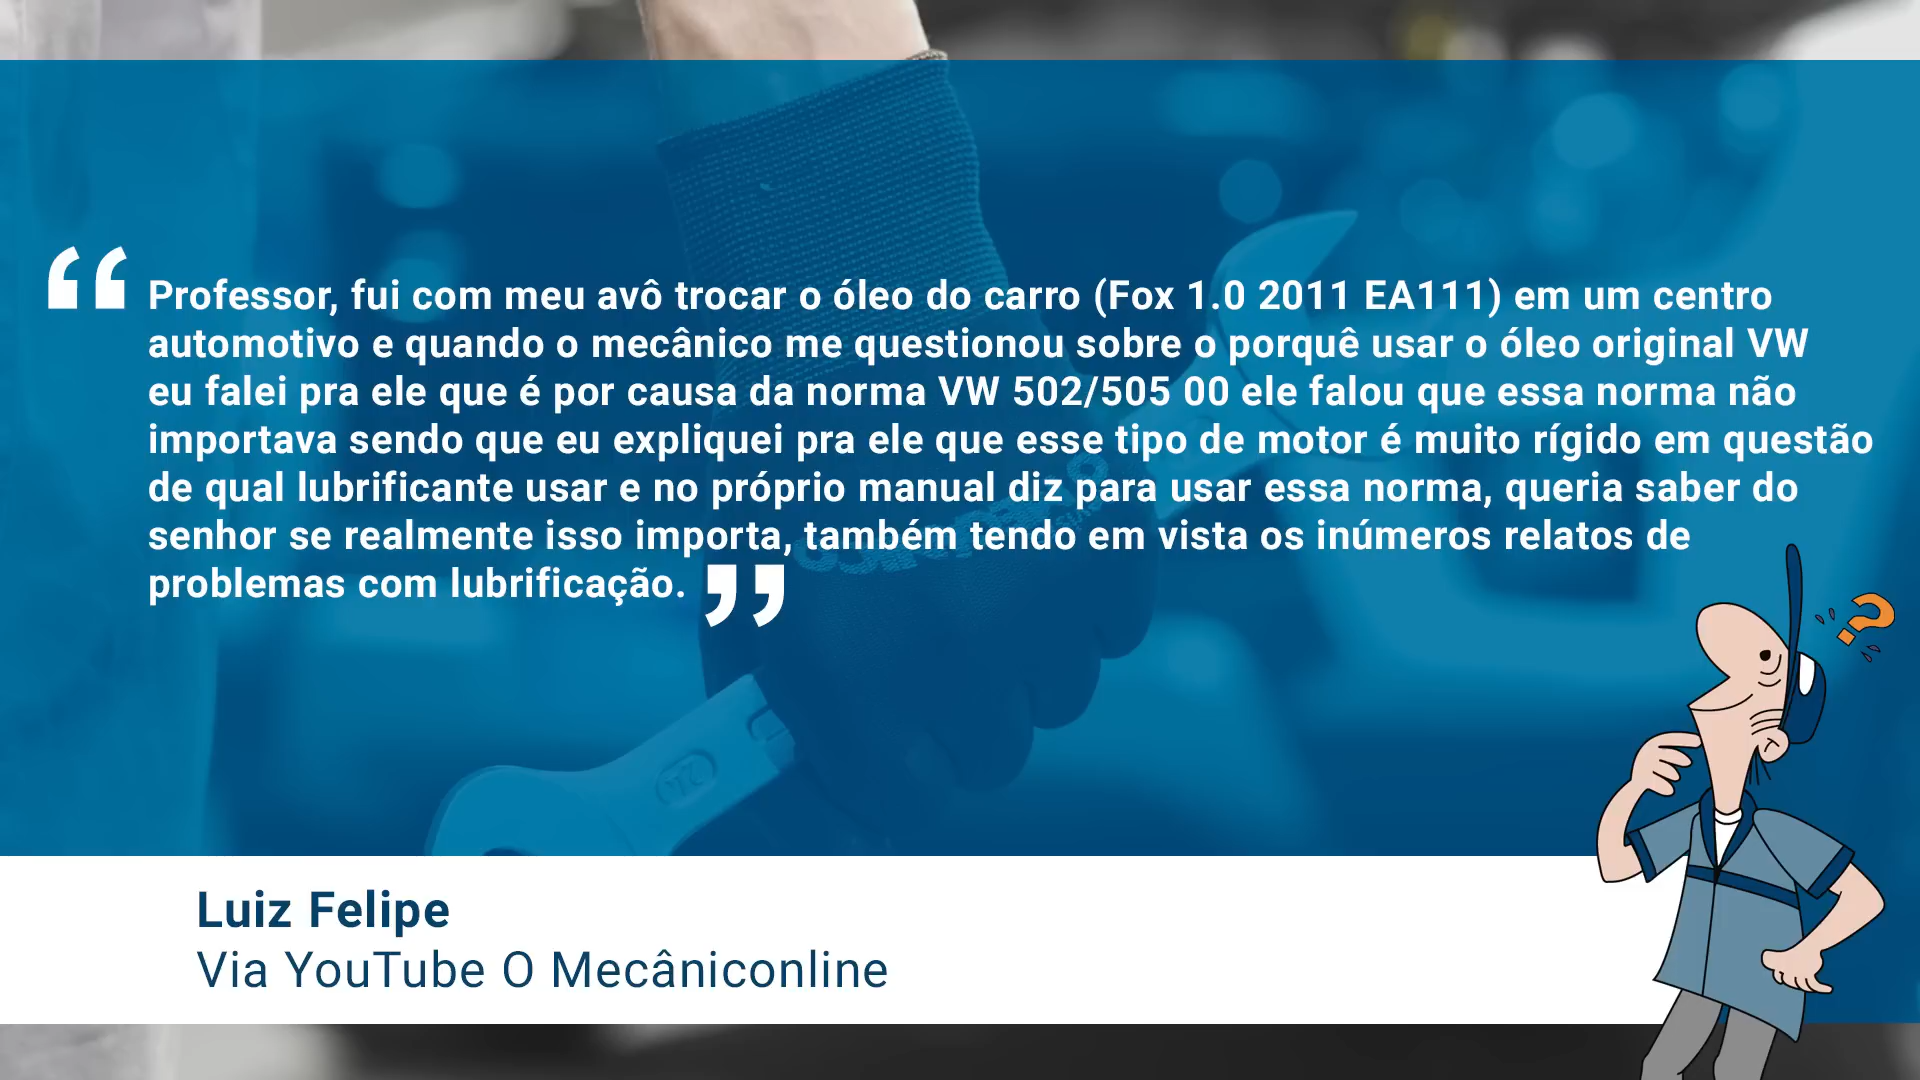 “Professor, fui com meu avô trocar o óleo do carro (Fox 1.0 2011 EA111) em um centro
automotivo e quando o mecânico me questionou sobre o porquê usar o óleo original VW
eu falei pra ele que é por causa da norma VW 502/505 00 ele falou que essa norma não
importava sendo que eu expliquei pra ele que esse tipo de motor é muito rígido em questão
de qual lubrificante usar e no próprio manual diz para usar essa norma, queria saber do
senhor se realmente isso importa, também tendo em vista os inúmeros relatos de
problemas com lubrificação.”
?
Luiz Felipe
Via YouTube O Mecâniconline